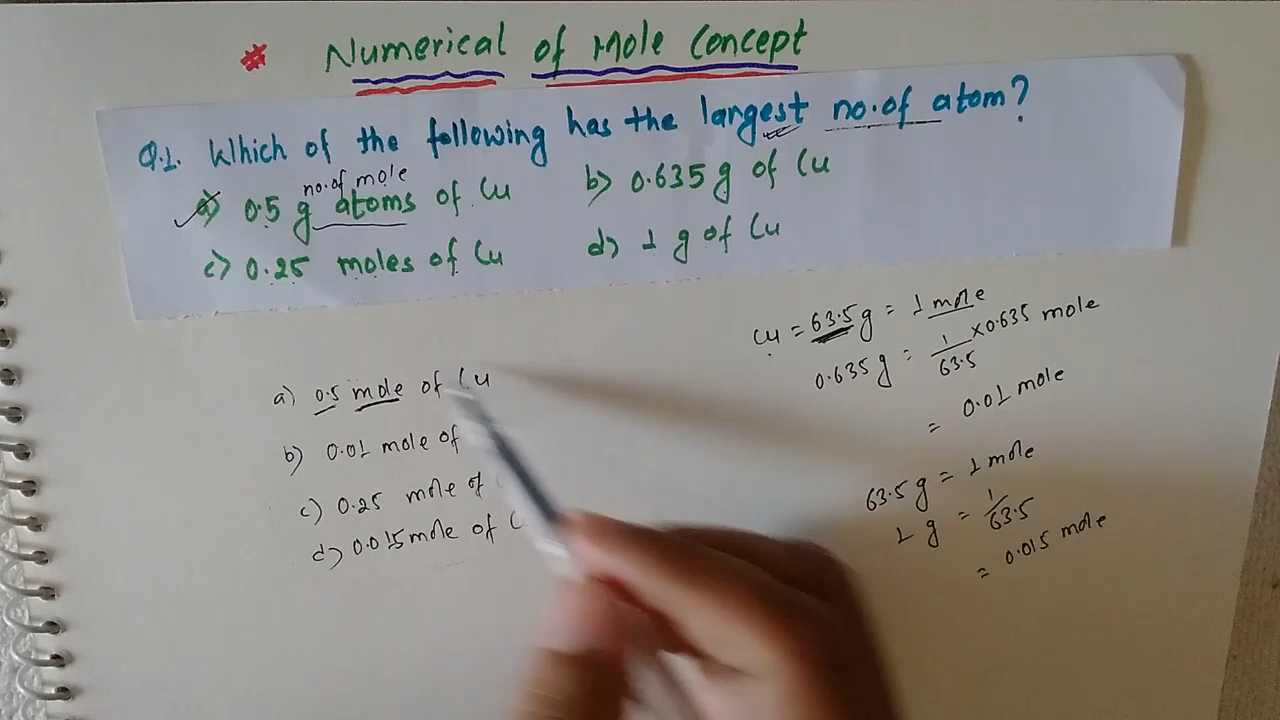 * Numerical of Mole Concept
Q.1. Which of the following has the largest no. of atom?
no. of mole
a) 0.5 g atoms of Cu b) 0.635 g of Cu
c) 0.25 moles of Cu d) 1 g of Cu
a) 0.5 mole of Cu
b) 0.01 mole of
c) 0.25 mole of
d) 0.015 mole of
Cu = 63.5 g = 1 mole
0.635 g = 1/63.5 × 0.635 mole
= 0.01 mole
63.5 g = 1 mole
1 g = 1/63.5
= 0.015 mole